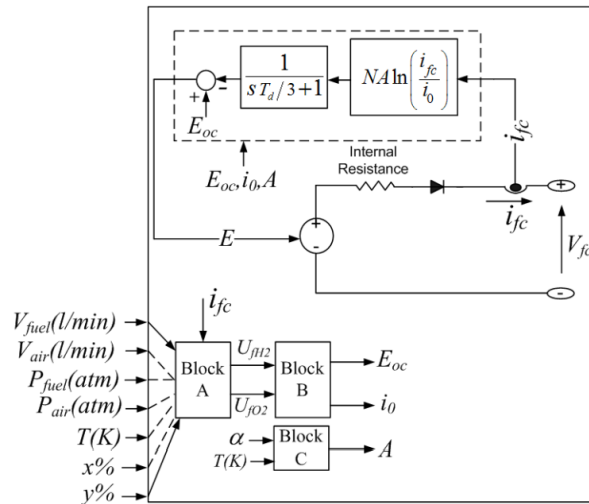 1
sT_d/3+1
NA ln(i_fc/i_0)
-
+
E_oc
i_fc
E_oc, i_0, A
Internal
Resistance
+
+
E
-
i_fc
V_fc
-
i_fc
V_fuel(l/min)
V_air(l/min)
P_fuel(atm)
P_air(atm)
T(K)
x%
y%
Block
A
U_fH2
U_fO2
Block
B
E_oc
i_0
α
T(K)
Block
C
A